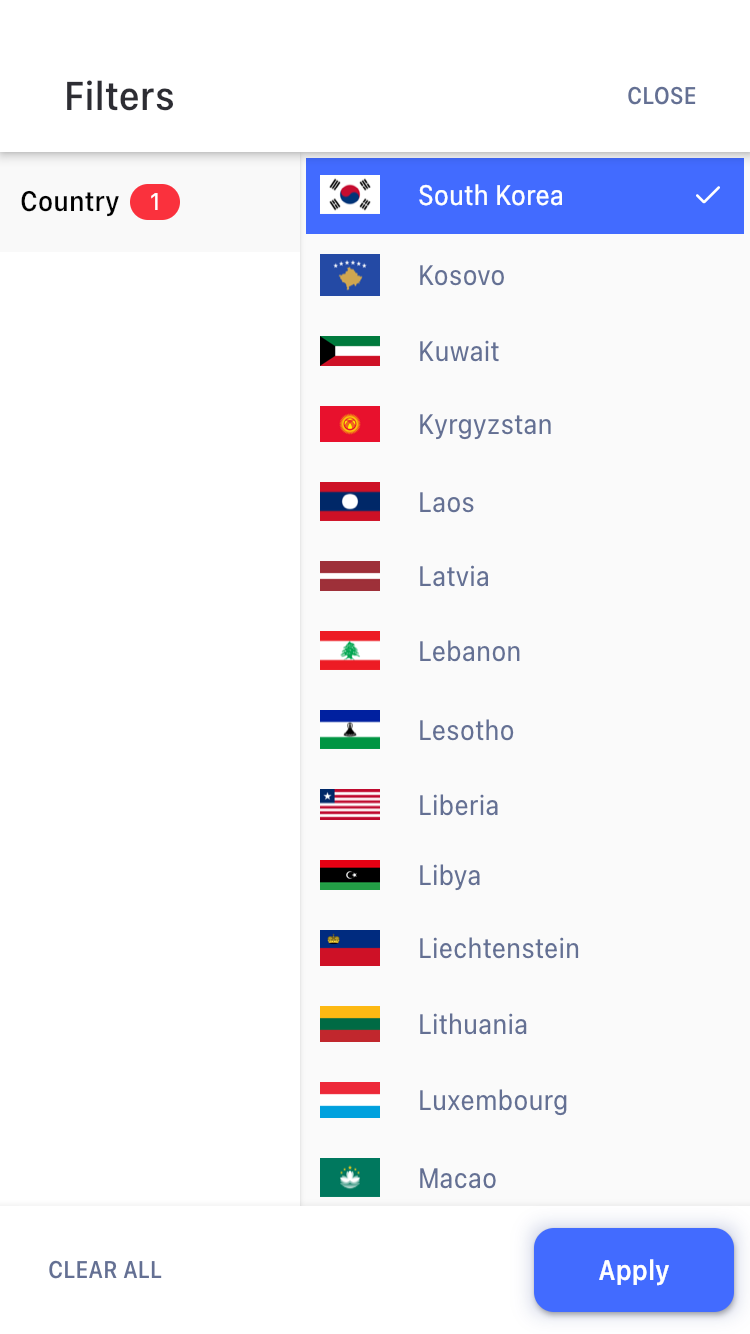 Filters
CLOSE
Country 1
South Korea
Kosovo
Kuwait
Kyrgyzstan
Laos
Latvia
Lebanon
Lesotho
Liberia
Libya
Liechtenstein
Lithuania
Luxembourg
Macao
CLEAR ALL
Apply